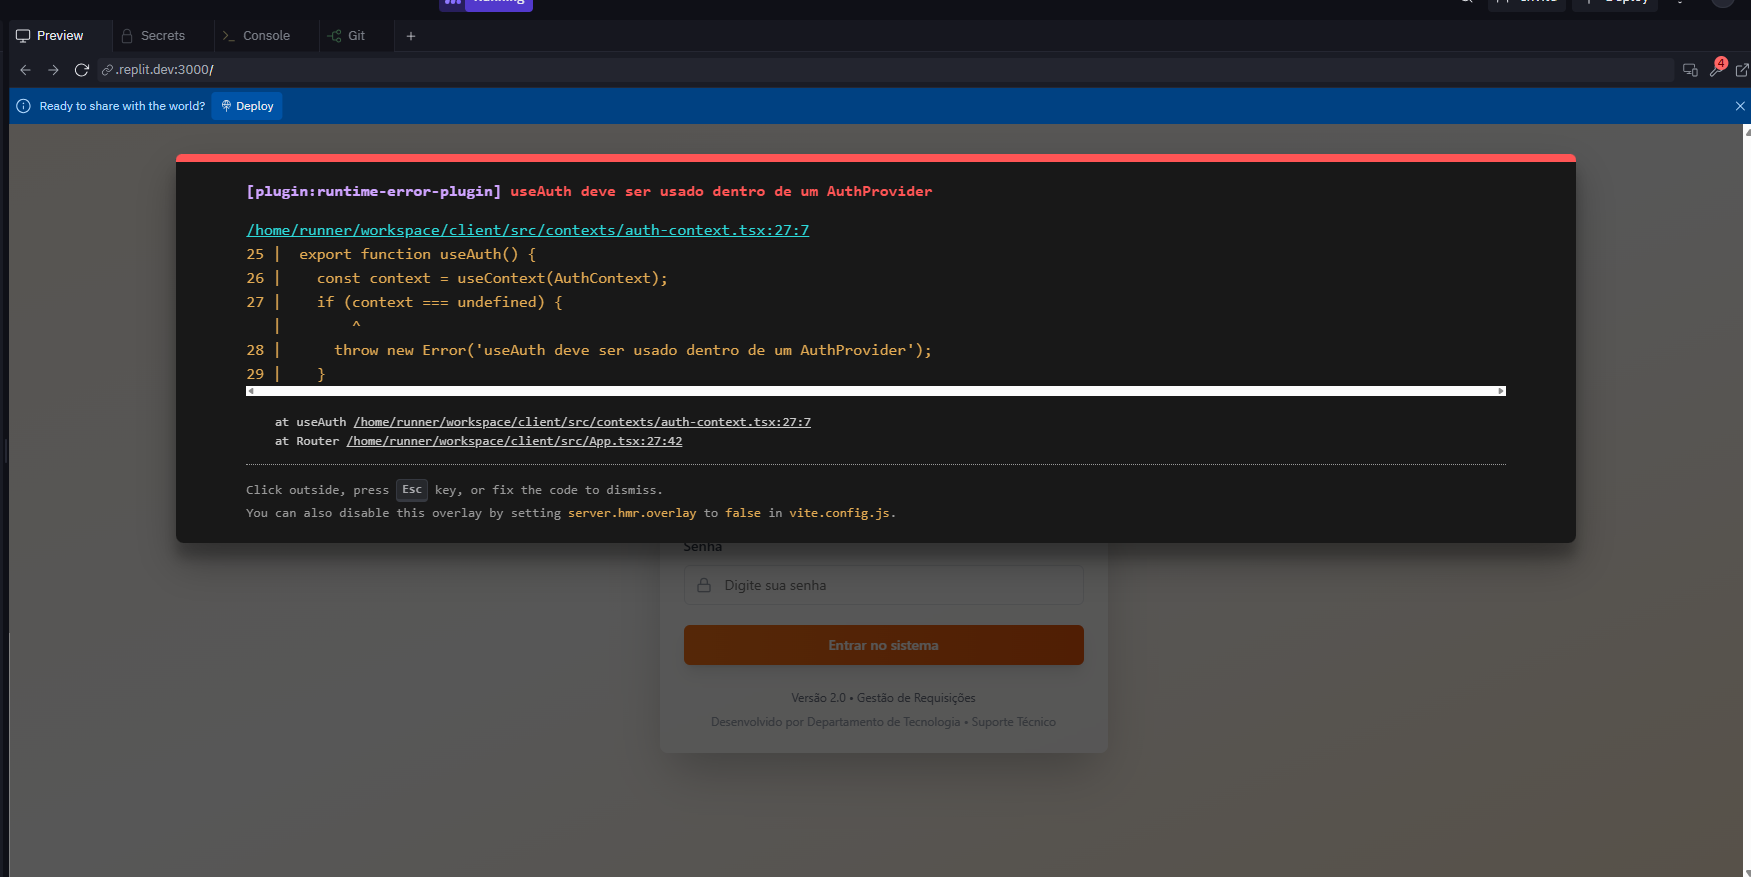 Running
Invite
Deploy
Preview
Secrets
Console
Git
.replit.dev:3000/
4
Ready to share with the world?
Deploy
[plugin:runtime-error-plugin] useAuth deve ser usado dentro de um AuthProvider
/home/runner/workspace/client/src/contexts/auth-context.tsx:27:7
25 |  export function useAuth() {
26 |    const context = useContext(AuthContext);
27 |    if (context === undefined) {
   |        ^
28 |      throw new Error('useAuth deve ser usado dentro de um AuthProvider');
29 |    }
at useAuth /home/runner/workspace/client/src/contexts/auth-context.tsx:27:7
at Router /home/runner/workspace/client/src/App.tsx:27:42
Click outside, press Esc key, or fix the code to dismiss.
You can also disable this overlay by setting server.hmr.overlay to false in vite.config.js.
Senha
Digite sua senha
Entrar no sistema
Versão 2.0 • Gestão de Requisições
Desenvolvido por Departamento de Tecnologia • Suporte Técnico